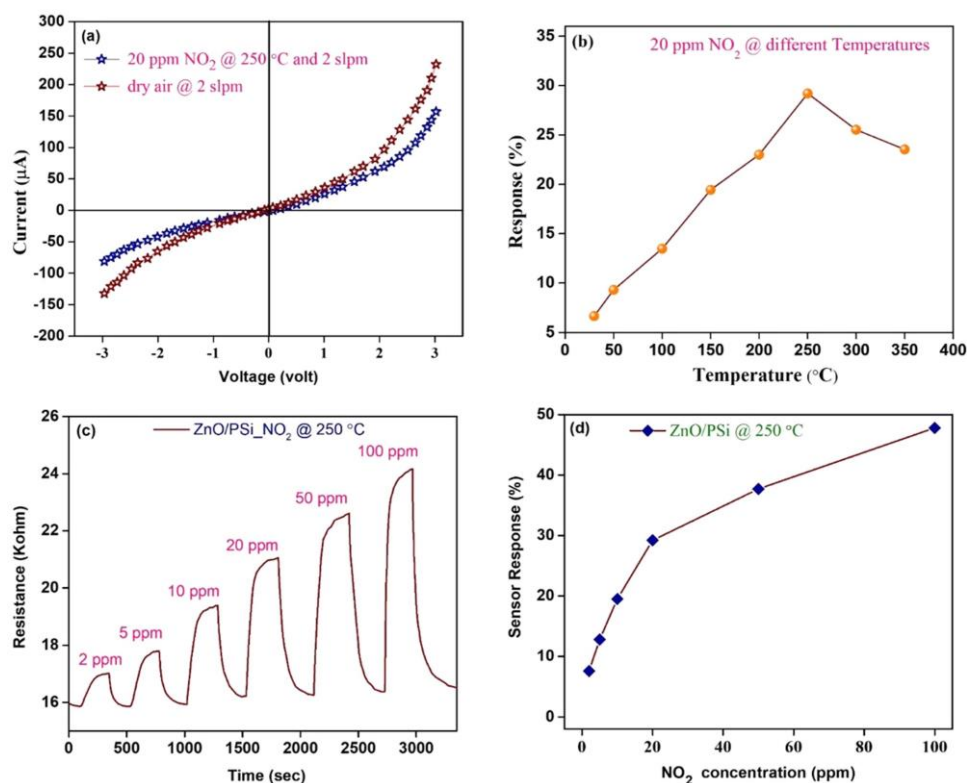 (a)
20 ppm NO2 @ 250 °C and 2 slpm
dry air @ 2 slpm
300
250
200
150
100
50
0
-50
-100
-150
-200
Current (μA)
-3 -2 -1 0 1 2 3
Voltage (volt)
(b)
20 ppm NO2 @ different Temperatures
35
30
25
20
15
10
5
Response (%)
0 50 100 150 200 250 300 350 400
Temperature (°C)
(c)
ZnO/PSi_NO2 @ 250 °C
26
24
22
20
18
16
Resistance (Kohm)
100 ppm
50 ppm
20 ppm
10 ppm
5 ppm
2 ppm
0 500 1000 1500 2000 2500 3000
Time (sec)
(d)
ZnO/PSi @ 250 °C
50
40
30
20
10
0
Sensor Response (%)
0 20 40 60 80 100
NO2 concentration (ppm)